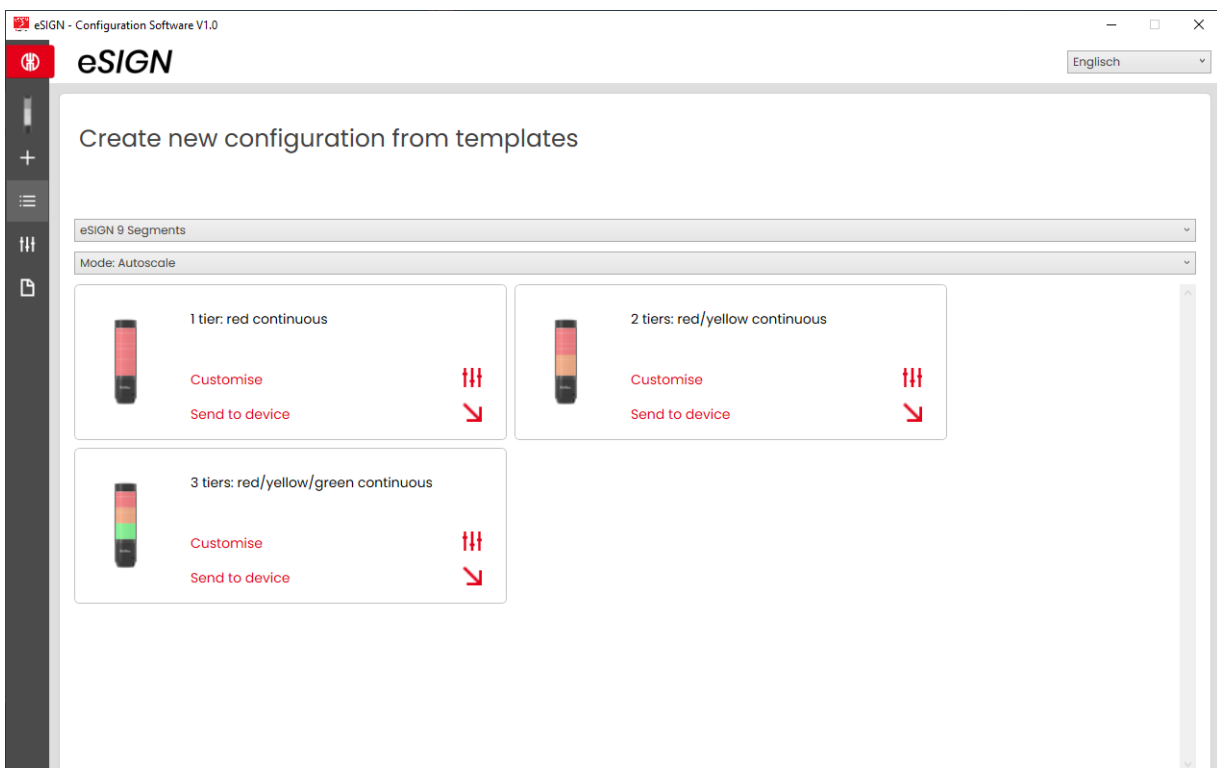 eSIGN - Configuration Software V1.0
eSIGN
Englisch
Create new configuration from templates
eSIGN 9 Segments
Mode: Autoscale
1 tier: red continuous
Customise
Send to device
2 tiers: red/yellow continuous
Customise
Send to device
3 tiers: red/yellow/green continuous
Customise
Send to device